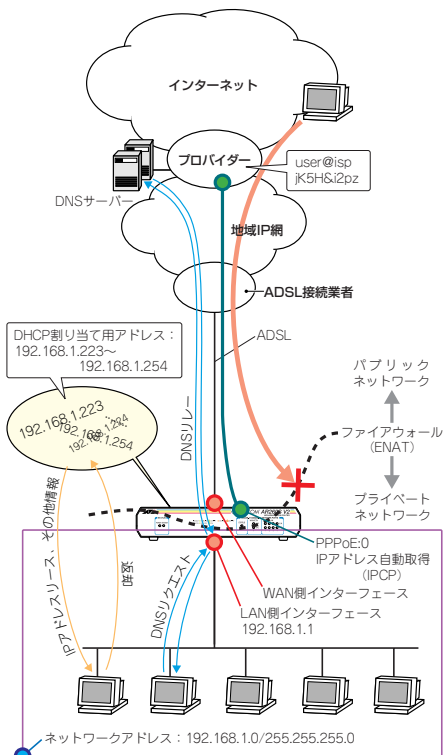 インターネット
プロバイダー
user@isp
jK5H&i2pz
DNSサーバー
地域IP網
ADSL接続業者
ADSL
DHCP割り当て用アドレス：
192.168.1.223～
192.168.1.254
パブリック
ネットワーク
192.168.1.223
192.168.1.224
......
192.168.1.254
DNSリレー
ファイアウォール
(ENAT)
プライベート
ネットワーク
PPPoE:0
IPアドレス自動取得
(IPCP)
WAN側インターフェース
LAN側インターフェース
192.168.1.1
IPアドレスリース、その他情報
返却
DNSリクエスト
ネットワークアドレス：192.168.1.0/255.255.255.0